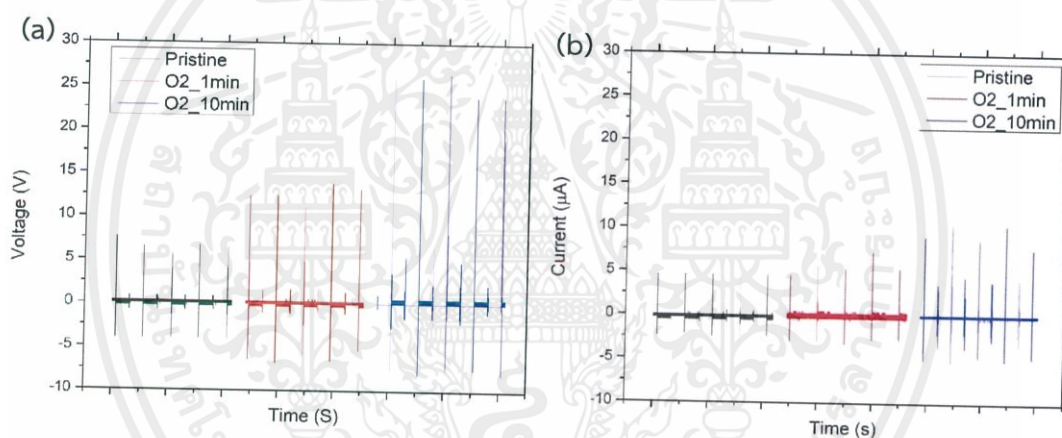 (a)
30
25
20
15
10
5
0
-5
-10
Voltage (V)
Pristine
O2_1min
O2_10min
Time (S)
(b)
30
25
20
15
10
5
0
-5
-10
Current (μA)
Pristine
O2_1min
O2_10min
Time (s)